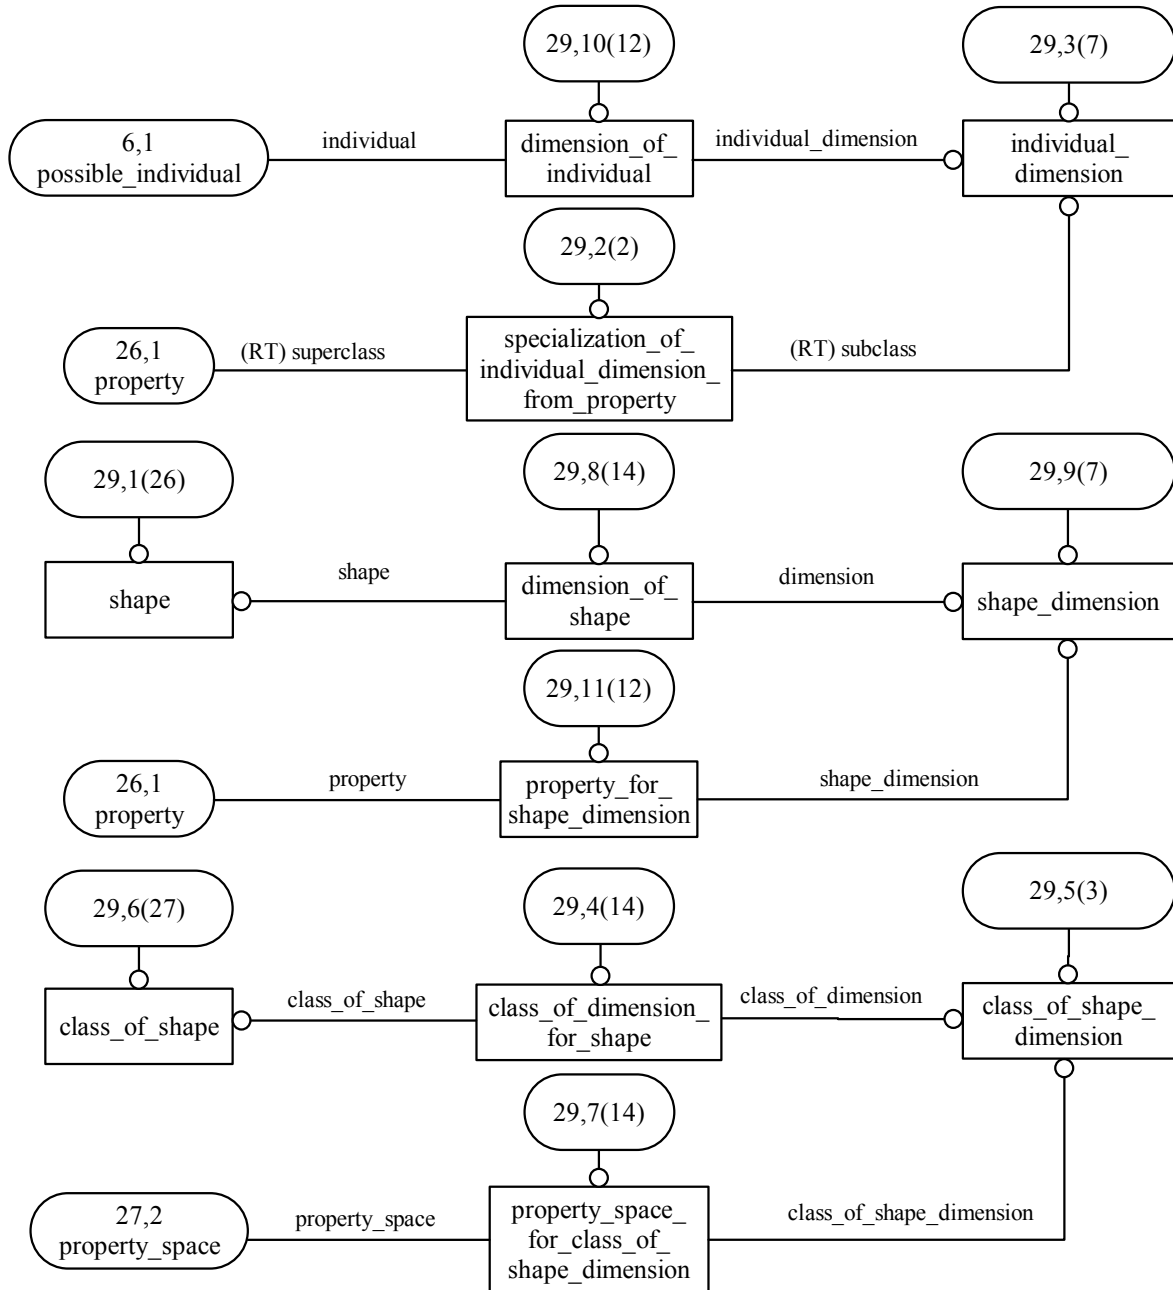 29,10(12)
29,3(7)
6,1
possible_individual
individual
dimension_of_
individual
individual_dimension
individual_
dimension
29,2(2)
26,1
property
(RT) superclass
specialization_of_
individual_dimension_
from_property
(RT) subclass
29,1(26)
29,8(14)
29,9(7)
shape
shape
dimension_of_
shape
dimension
shape_dimension
29,11(12)
26,1
property
property
property_for_
shape_dimension
shape_dimension
29,6(27)
29,4(14)
29,5(3)
class_of_shape
class_of_shape
class_of_dimension_
for_shape
class_of_dimension
class_of_shape_
dimension
29,7(14)
27,2
property_space
property_space
property_space_
for_class_of_
shape_dimension
class_of_shape_dimension